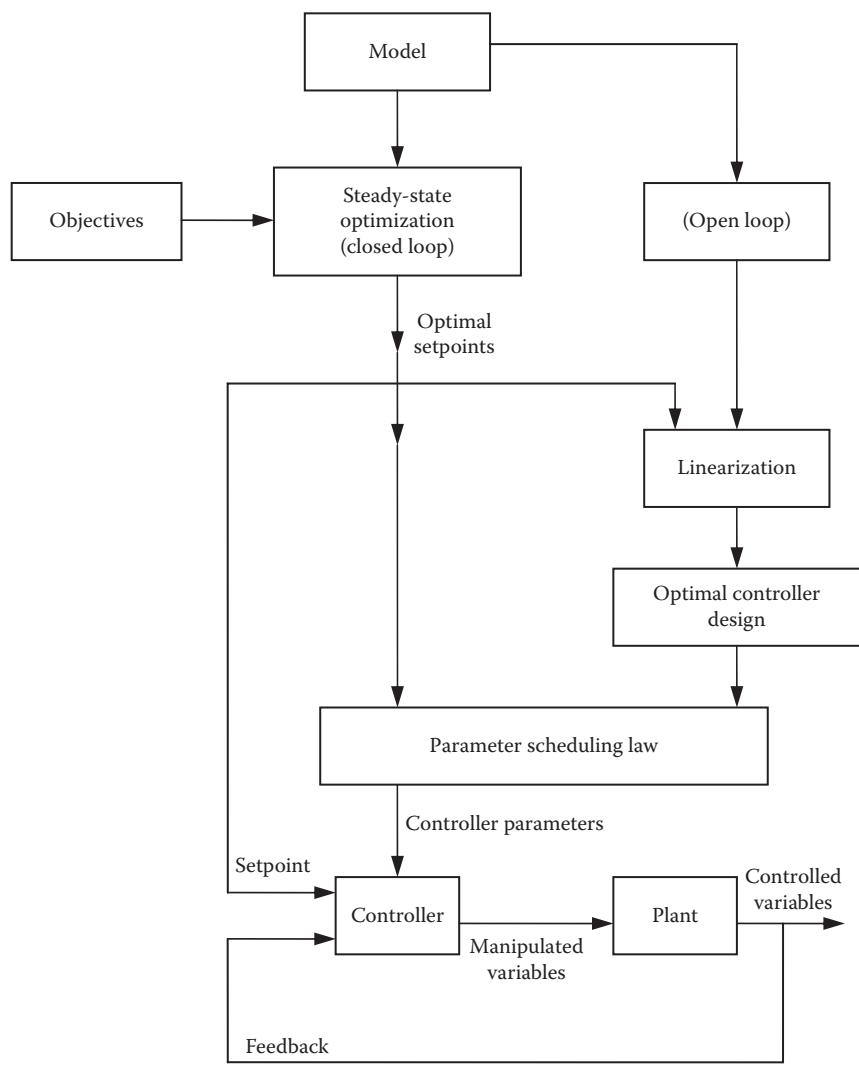 Model
Objectives
Steady-state
optimization
(closed loop)
(Open loop)
Optimal
setpoints
Linearization
Optimal controller
design
Parameter scheduling law
Controller parameters
Setpoint
Controller
Manipulated
variables
Plant
Controlled
variables
Feedback